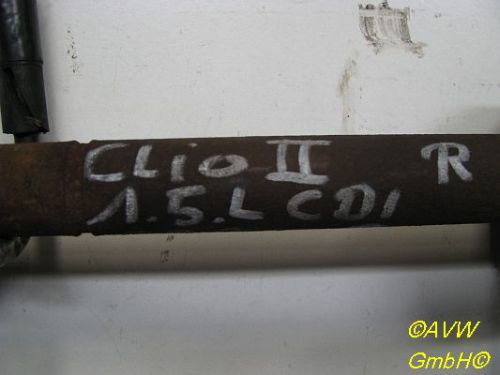 CLio II R
1.5.L CDI
©AVW
GmbH©